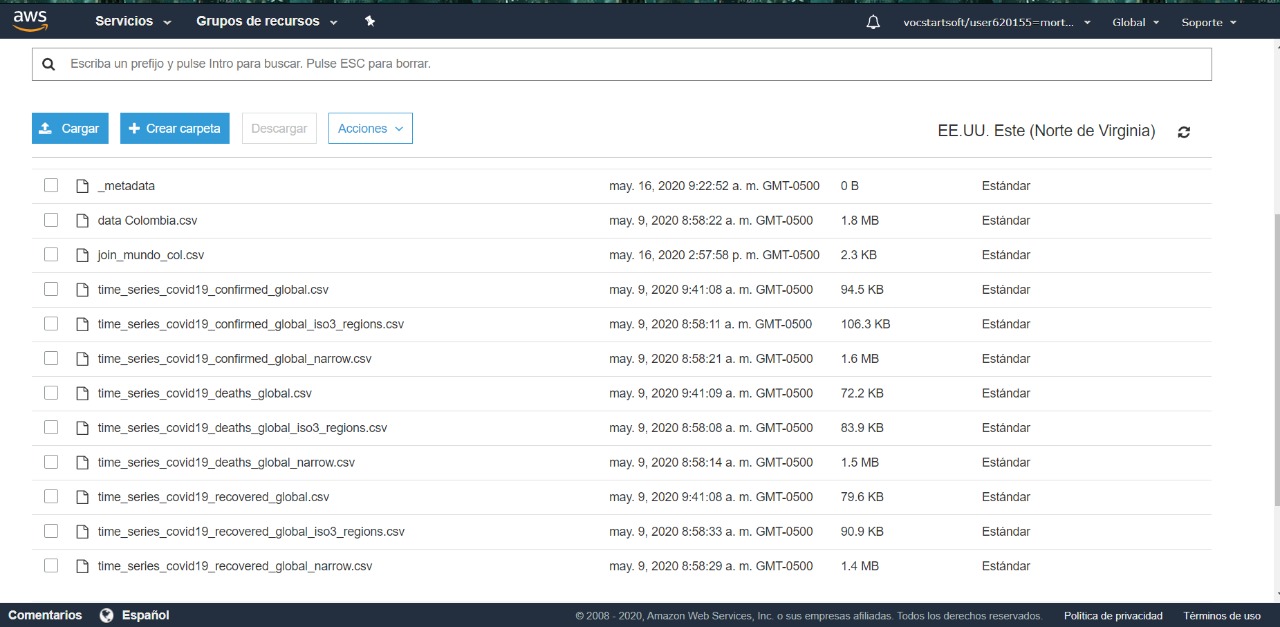 aws Servicios Grupos de recursos vocstartsoft/user620155=mort... Global Soporte
Escriba un prefijo y pulse Intro para buscar. Pulse ESC para borrar.
Cargar Crear carpeta Descargar Acciones EE.UU. Este (Norte de Virginia)
_metadata may. 16, 2020 9:22:52 a. m. GMT-0500 0 B Estándar
data Colombia.csv may. 9, 2020 8:58:22 a. m. GMT-0500 1.8 MB Estándar
join_mundo_col.csv may. 16, 2020 2:57:58 p. m. GMT-0500 2.3 KB Estándar
time_series_covid19_confirmed_global.csv may. 9, 2020 9:41:08 a. m. GMT-0500 94.5 KB Estándar
time_series_covid19_confirmed_global_iso3_regions.csv may. 9, 2020 8:58:11 a. m. GMT-0500 106.3 KB Estándar
time_series_covid19_confirmed_global_narrow.csv may. 9, 2020 8:58:21 a. m. GMT-0500 1.6 MB Estándar
time_series_covid19_deaths_global.csv may. 9, 2020 9:41:09 a. m. GMT-0500 72.2 KB Estándar
time_series_covid19_deaths_global_iso3_regions.csv may. 9, 2020 8:58:08 a. m. GMT-0500 83.9 KB Estándar
time_series_covid19_deaths_global_narrow.csv may. 9, 2020 8:58:14 a. m. GMT-0500 1.5 MB Estándar
time_series_covid19_recovered_global.csv may. 9, 2020 9:41:08 a. m. GMT-0500 79.6 KB Estándar
time_series_covid19_recovered_global_iso3_regions.csv may. 9, 2020 8:58:33 a. m. GMT-0500 90.9 KB Estándar
time_series_covid19_recovered_global_narrow.csv may. 9, 2020 8:58:29 a. m. GMT-0500 1.4 MB Estándar
Comentarios Español © 2008 - 2020, Amazon Web Services, Inc. o sus empresas afiliadas. Todos los derechos reservados. Política de privacidad Términos de uso